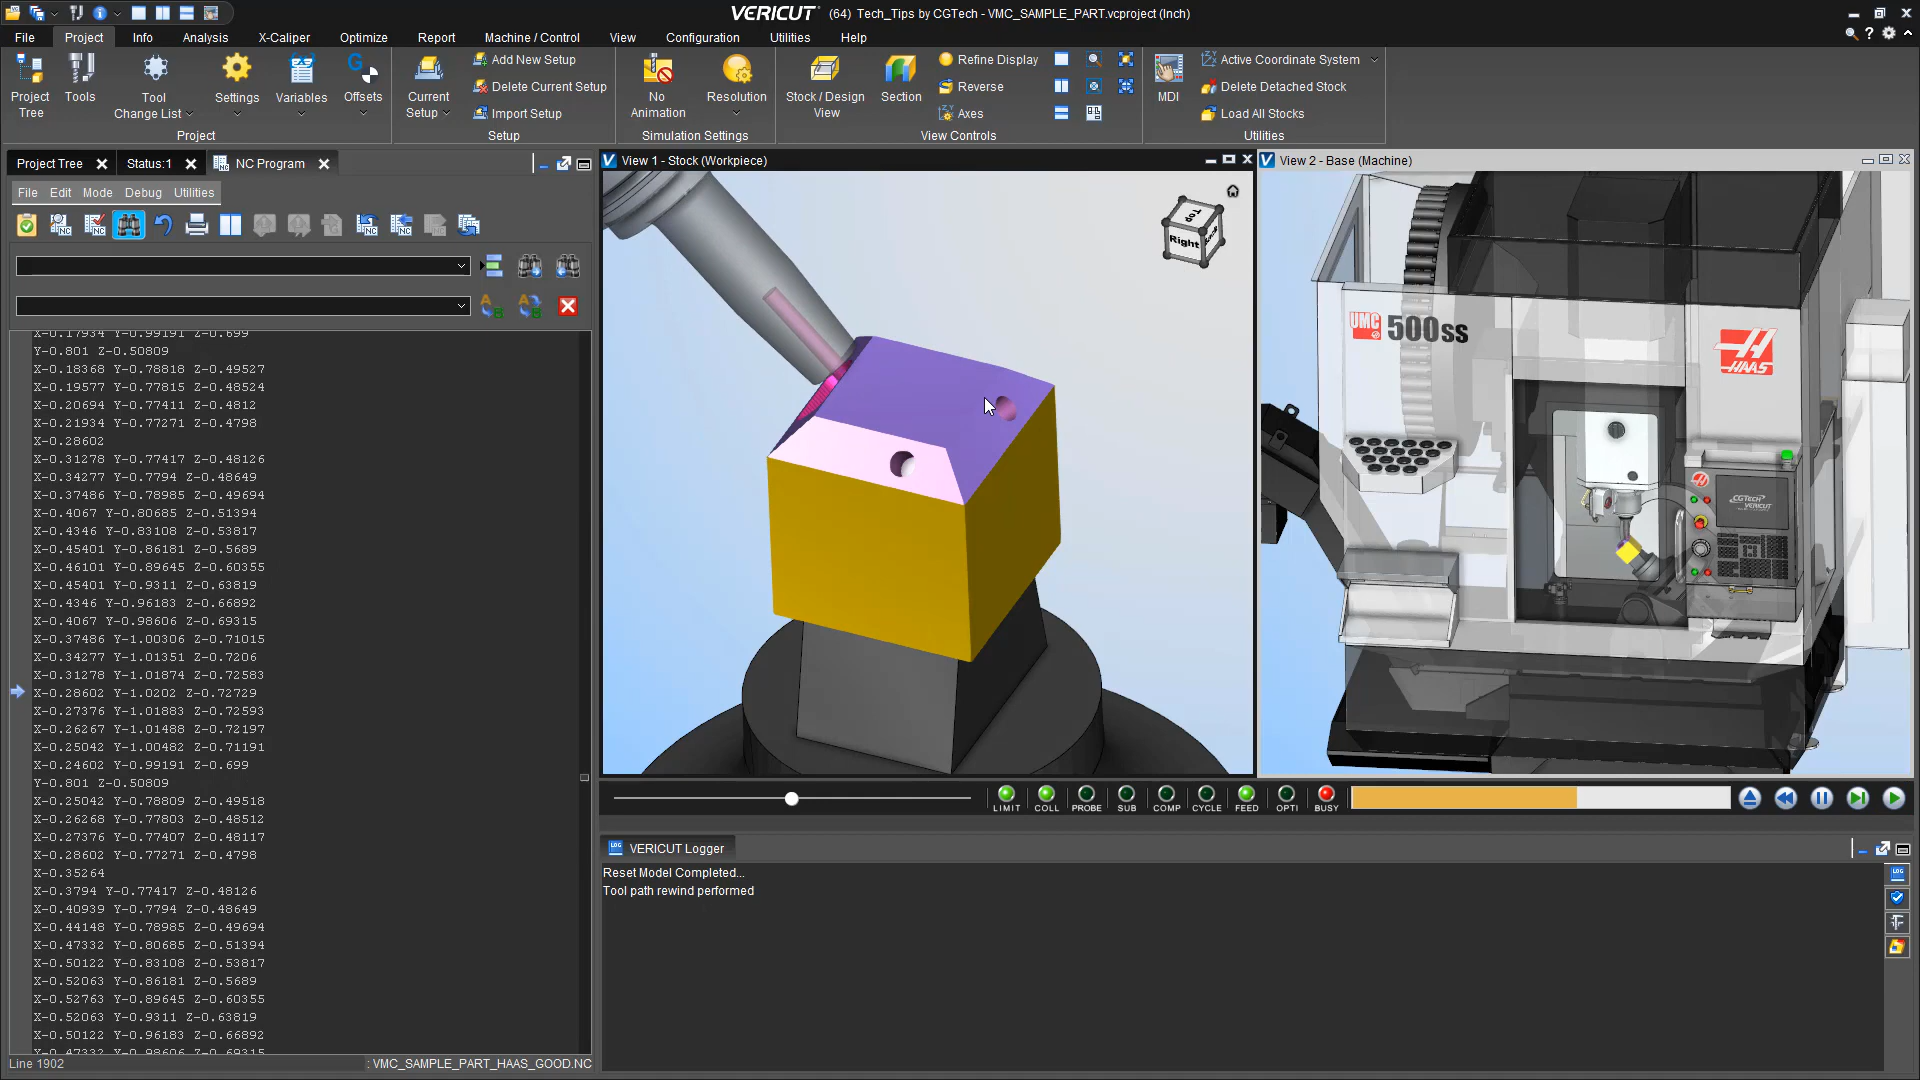 VERICUT (64) Tech_Tips by CGTech - VMC_SAMPLE_PART.vcproject (Inch)
File Project Info Analysis X-Caliper Optimize Report Machine / Control View Configuration Utilities Help
Project Tree
Tools
Tool Change List
Settings
Variables
Offsets
Project
Current Setup
Add New Setup
Delete Current Setup
Import Setup
Setup
No Animation
Resolution
Simulation Settings
Stock / Design View
Section
Refine Display
Reverse
Axes
View Controls
MDI
Active Coordinate System
Delete Detached Stock
Load All Stocks
Utilities
Project Tree Status:1 NC Program
File Edit Mode Debug Utilities
X-0.17934 Y-0.99191 Z-0.699
Y-0.801 Z-0.50809
X-0.18368 Y-0.78818 Z-0.49527
X-0.19577 Y-0.77815 Z-0.48524
X-0.20694 Y-0.77411 Z-0.4812
X-0.21934 Y-0.77271 Z-0.4798
X-0.28602
X-0.31278 Y-0.77417 Z-0.48126
X-0.34277 Y-0.7794 Z-0.48649
X-0.37486 Y-0.78985 Z-0.49694
X-0.4067 Y-0.80685 Z-0.51394
X-0.4346 Y-0.83108 Z-0.53817
X-0.45401 Y-0.86181 Z-0.5689
X-0.46101 Y-0.89645 Z-0.60355
X-0.45401 Y-0.9311 Z-0.63819
X-0.4346 Y-0.96183 Z-0.66892
X-0.4067 Y-0.98606 Z-0.69315
X-0.37486 Y-1.00306 Z-0.71015
X-0.34277 Y-1.01351 Z-0.7206
X-0.31278 Y-1.01874 Z-0.72583
X-0.28602 Y-1.0202 Z-0.72729
X-0.27376 Y-1.01883 Z-0.72593
X-0.26267 Y-1.01488 Z-0.72197
X-0.25042 Y-1.00482 Z-0.71191
X-0.24602 Y-0.99191 Z-0.699
Y-0.801 Z-0.50809
X-0.25042 Y-0.78809 Z-0.49518
X-0.26268 Y-0.77803 Z-0.48512
X-0.27376 Y-0.77407 Z-0.48117
X-0.28602 Y-0.77271 Z-0.4798
X-0.35264
X-0.3794 Y-0.77417 Z-0.48126
X-0.40939 Y-0.7794 Z-0.48649
X-0.44148 Y-0.78985 Z-0.49694
X-0.47332 Y-0.80685 Z-0.51394
X-0.50122 Y-0.83108 Z-0.53817
X-0.52063 Y-0.86181 Z-0.5689
X-0.52763 Y-0.89645 Z-0.60355
X-0.52063 Y-0.9311 Z-0.63819
X-0.50122 Y-0.96183 Z-0.66892
X-0.47332 Y-0.98606 Z-0.69315
Line 1902 : VMC_SAMPLE_PART_HAAS_GOOD.NC
View 1 - Stock (Workpiece)
Top
Right
View 2 - Base (Machine)
UMC 500SS
HAAS
CGTECH
VERICUT
LIMIT COLL PROBE SUB COMP CYCLE FEED OPTI BUSY
VERICUT Logger
Reset Model Completed...
Tool path rewind performed